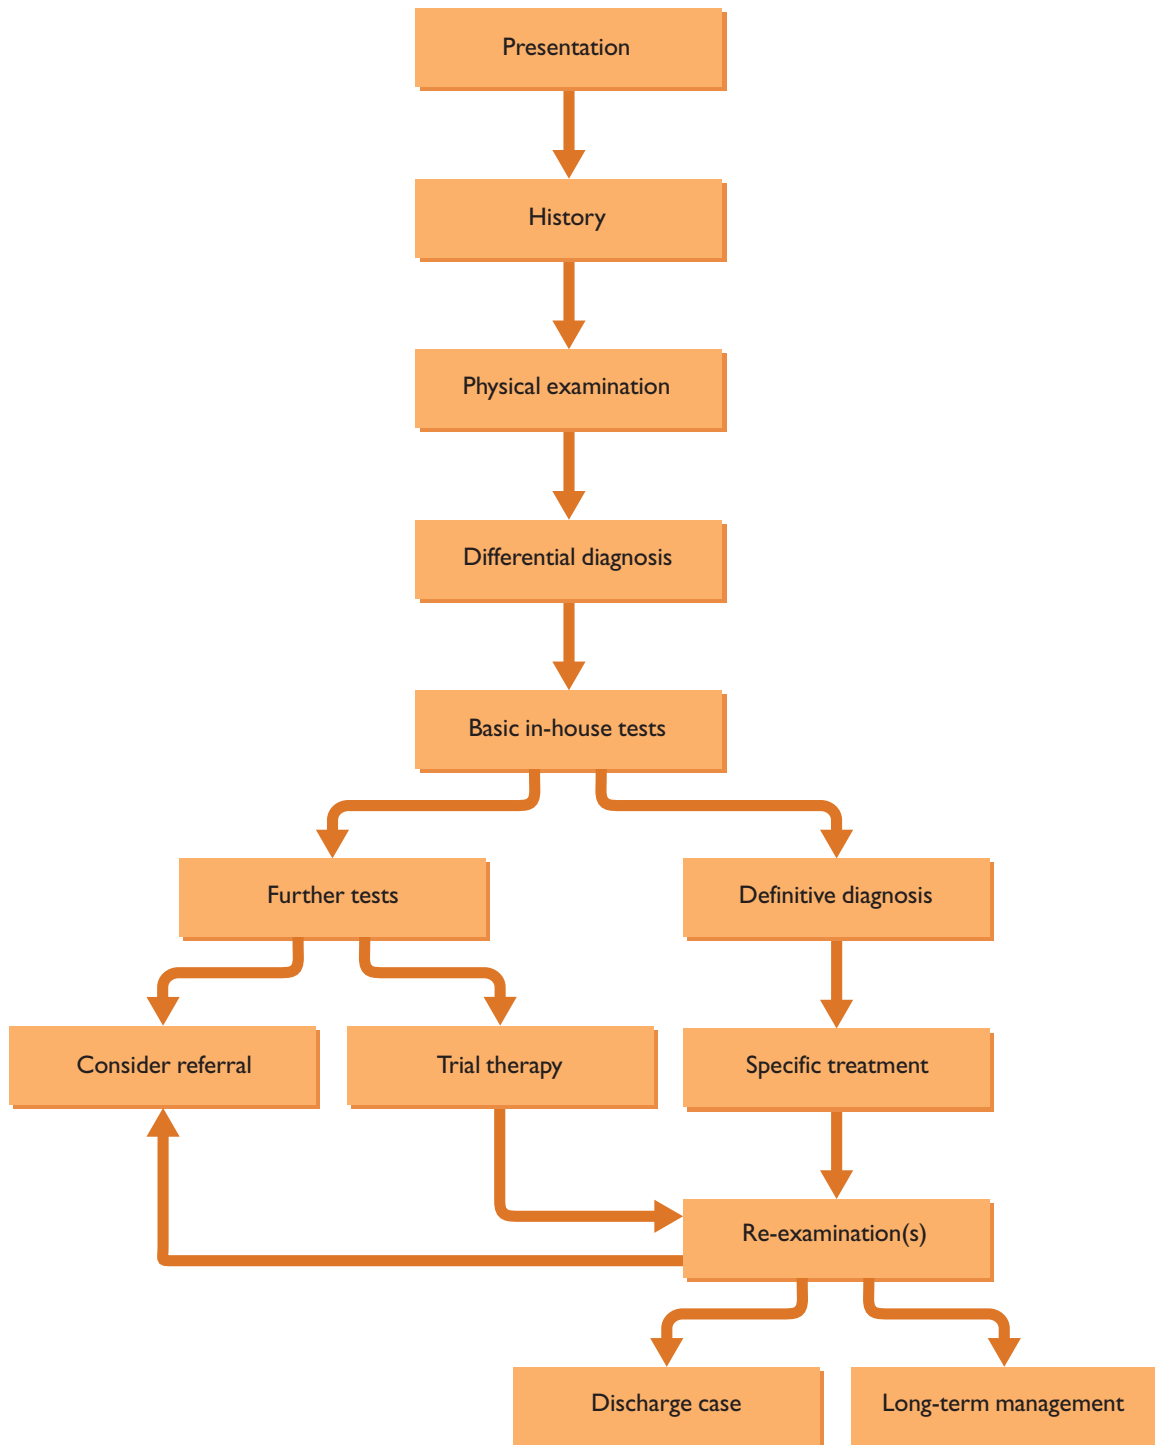 Presentation
History
Physical examination
Differential diagnosis
Basic in-house tests
Further tests
Definitive diagnosis
Consider referral
Trial therapy
Specific treatment
Re-examination(s)
Discharge case
Long-term management